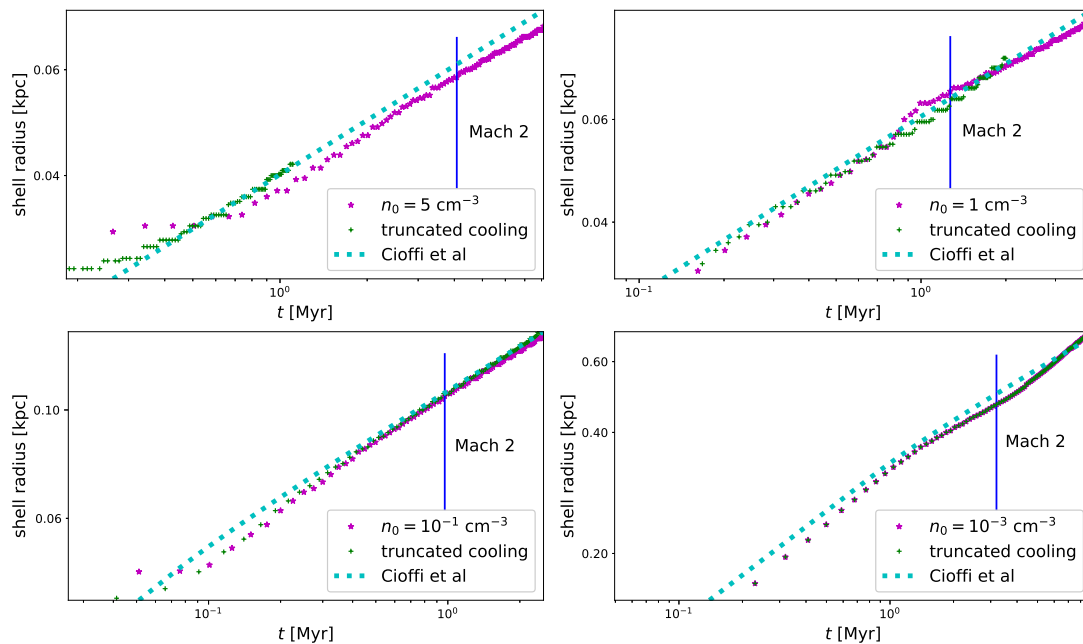 shell radius [kpc]
0.06
0.04
Mach 2
n₀ = 5 cm⁻³
truncated cooling
Cioffi et al
10⁰
t [Myr]
shell radius [kpc]
0.06
0.04
Mach 2
n₀ = 1 cm⁻³
truncated cooling
Cioffi et al
10⁻¹ 10⁰
t [Myr]
shell radius [kpc]
0.10
0.06
Mach 2
n₀ = 10⁻¹ cm⁻³
truncated cooling
Cioffi et al
10⁻¹ 10⁰
t [Myr]
shell radius [kpc]
0.60
0.40
0.20
Mach 2
n₀ = 10⁻³ cm⁻³
truncated cooling
Cioffi et al
10⁻¹ 10⁰
t [Myr]